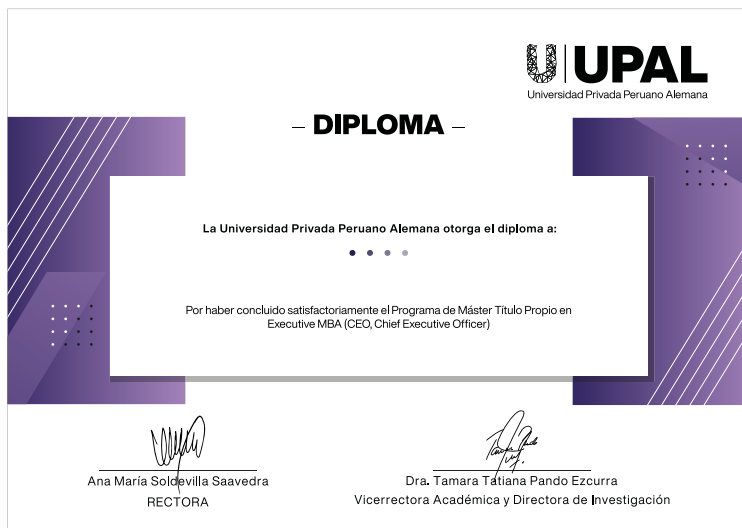 UPAL
Universidad Privada Peruano Alemana
– DIPLOMA –
La Universidad Privada Peruano Alemana otorga el diploma a:
Por haber concluido satisfactoriamente el Programa de Máster Título Propio en
Executive MBA (CEO, Chief Executive Officer)
Ana María Soldevilla Saavedra
RECTORA
Dra. Tamara Tatiana Pando Ezcurra
Vicerrectora Académica y Directora de Investigación